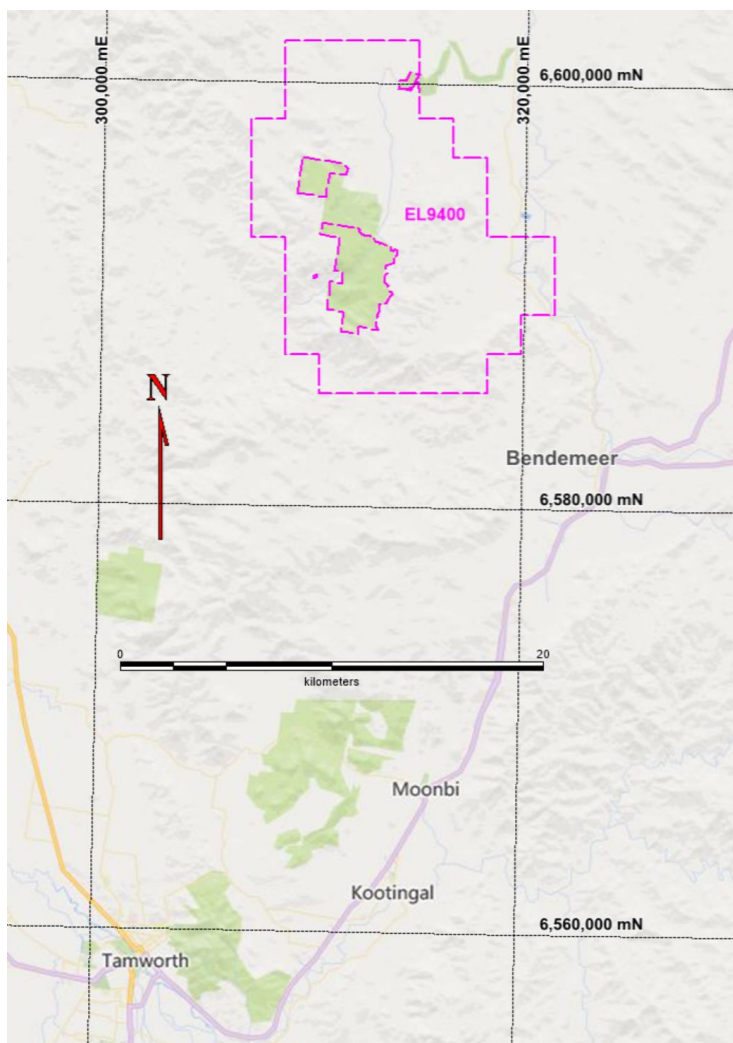 300,000 mE
320,000 mE
6,600,000 mN
EL9400
N
Bendemeer
6,580,000 mN
0
20
kilometers
Moonbi
Kootingal
6,560,000 mN
Tamworth